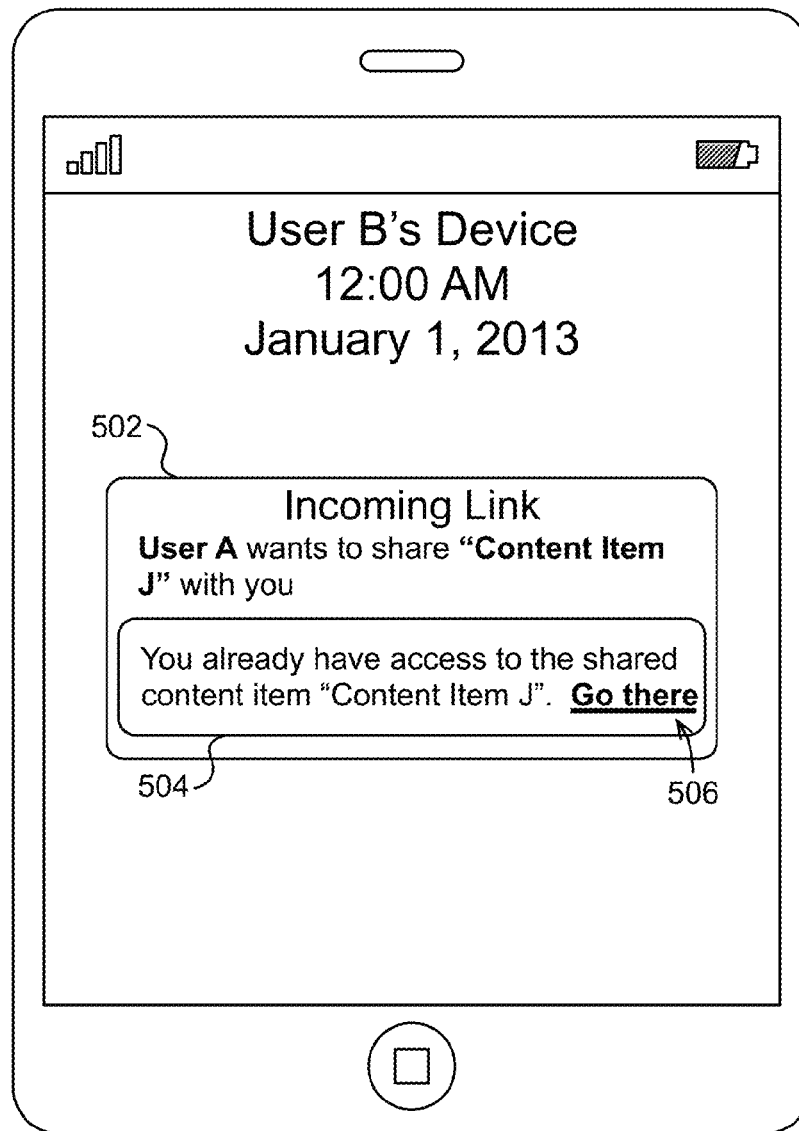 User B's Device
12:00 AM
January 1, 2013
502
Incoming Link
User A wants to share “Content Item
J” with you
You already have access to the shared
content item “Content Item J”. Go there
504
506